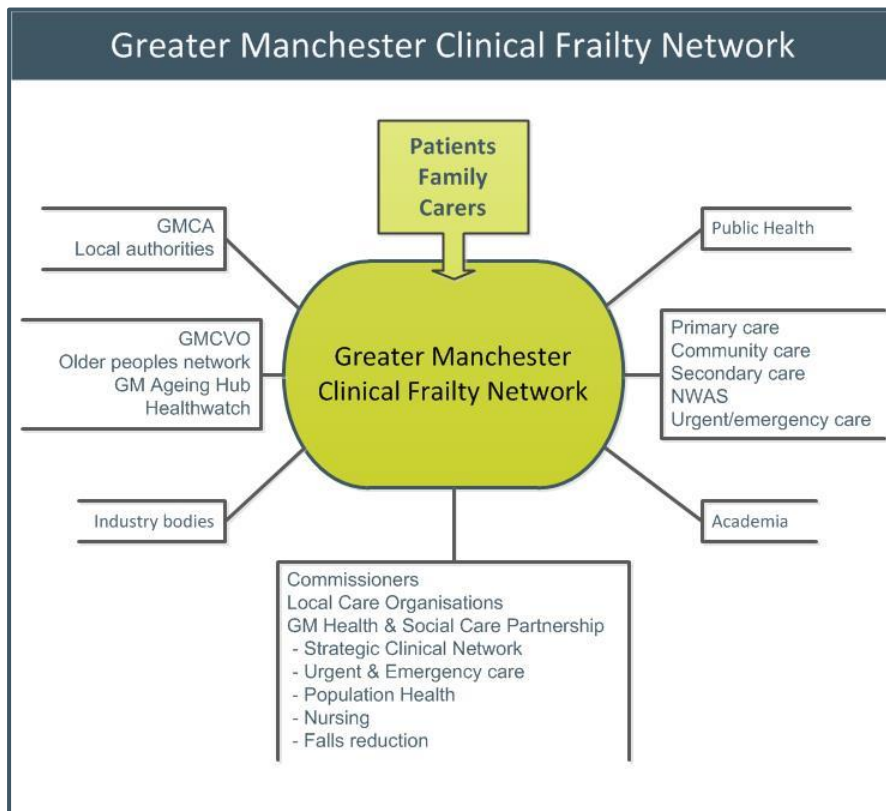 Greater Manchester Clinical Frailty Network
Patients
Family
Carers
GMCA
Local authorities
Public Health
GMCVO
Older peoples network
GM Ageing Hub
Healthwatch
Greater Manchester
Clinical Frailty Network
Primary care
Community care
Secondary care
NWAS
Urgent/emergency care
Industry bodies
Academia
Commissioners
Local Care Organisations
GM Health & Social Care Partnership
- Strategic Clinical Network
- Urgent & Emergency care
- Population Health
- Nursing
- Falls reduction